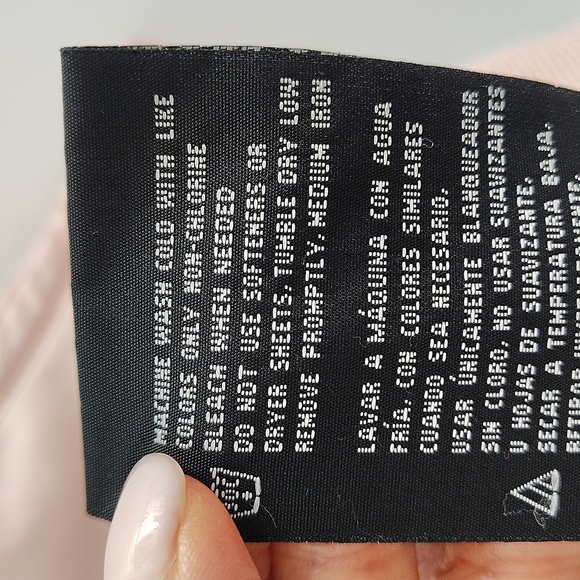 MACHINE WASH COLD WITH LIKE
COLORS ONLY NON-CHLORINE
BLEACH WHEN NEEDED
DO NOT USE SOFTENERS OR
DRYER SHEETS. TUMBLE DRY LOW
REMOVE PROMPTLY. MEDIUM IRON
LAVAR A MÁQUINA CON AGUA
FRÍA, CON COLORES SIMILARES
CUANDO SEA NECESARIO.
USAR ÚNICAMENTE BLANQUEADOR
SIN CLORO, NO USAR SUAVIZANTES
U HOJAS DE SUAVIZANTE.
SECAR A TEMPERATURA BAJA.